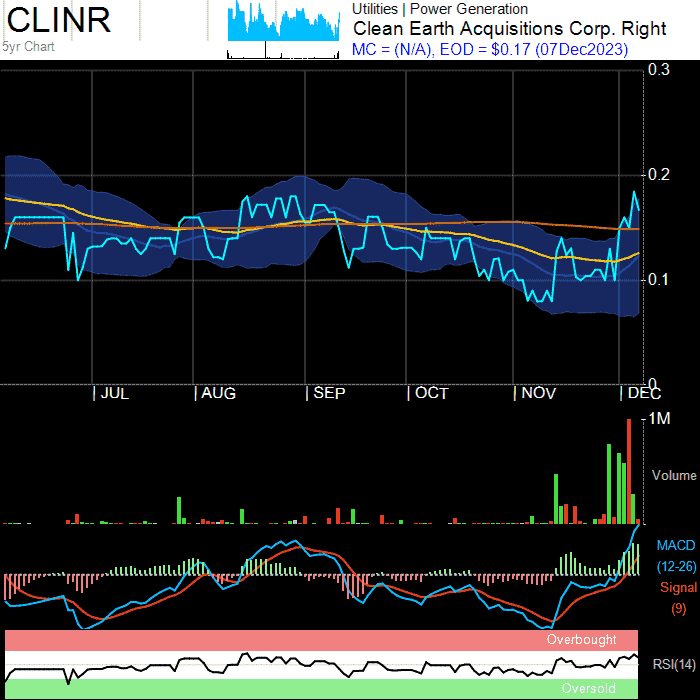 CLINR
5yr Chart
Utilities | Power Generation
Clean Earth Acquisitions Corp. Right
MC = (N/A), EOD = $0.17 (07Dec2023)
0.3
0.2
0.1
0
JUL AUG SEP OCT NOV DEC
1M
Volume
MACD
(12-26)
Signal
(9)
Overbought
RSI(14)
Oversold